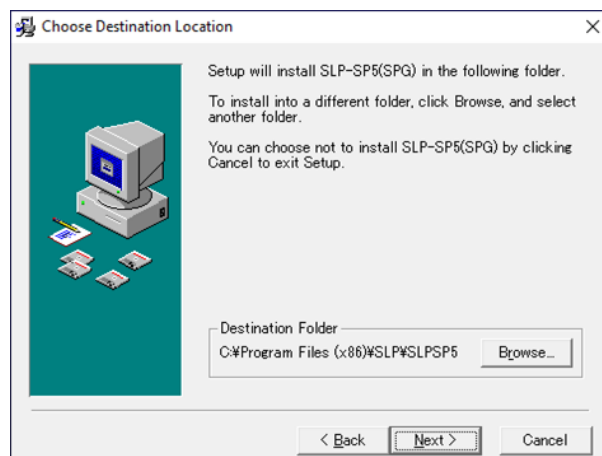 Choose Destination Location
Setup will install SLP-SP5(SPG) in the following folder.
To install into a different folder, click Browse, and select
another folder.
You can choose not to install SLP-SP5(SPG) by clicking
Cancel to exit Setup.
Destination Folder
C:¥Program Files (x86)¥SLP¥SLPSP5
Browse...
< Back
Next >
Cancel